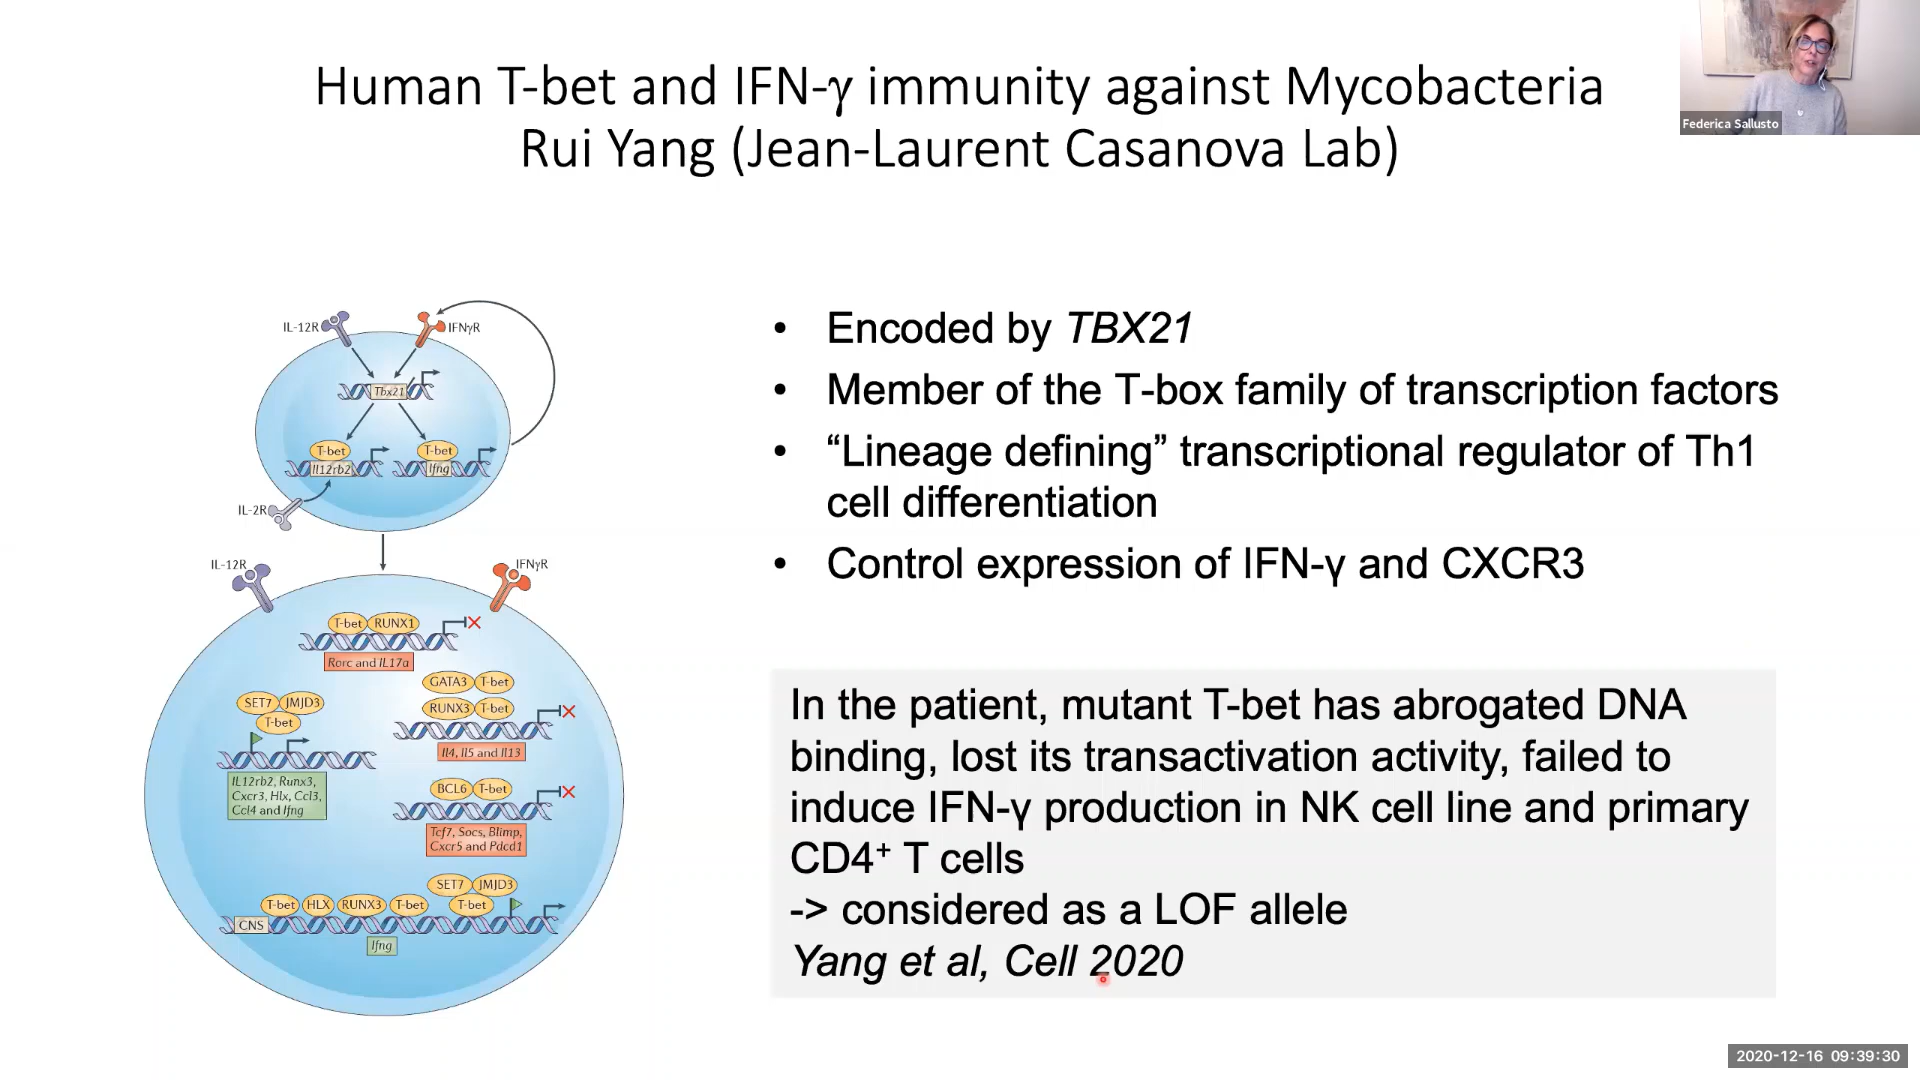 Human T-bet and IFN-γ immunity against Mycobacteria
Rui Yang (Jean-Laurent Casanova Lab)
Federica Sallusto
IL-12R
IFNγR
Tbx21
T-bet
T-bet
Il12rb2
Ifng
IL-2R
IL-12R
IFNγR
T-bet RUNX1
Rorc and IL17a
GATA3 T-bet
RUNX3 T-bet
Il4, Il5 and Il13
SET7 JMJD3
T-bet
IL12rb2, Runx3,
Cxcr3, Hlx, Ccl3,
Ccl4 and Ifng
BCL6 T-bet
Tcf7, Socs, Blimp,
Cxcr5 and Pdcd1
SET7 JMJD3
T-bet HLX RUNX3 T-bet T-bet
CNS
Ifng
• Encoded by TBX21
• Member of the T-box family of transcription factors
• “Lineage defining” transcriptional regulator of Th1
cell differentiation
• Control expression of IFN-γ and CXCR3
In the patient, mutant T-bet has abrogated DNA
binding, lost its transactivation activity, failed to
induce IFN-γ production in NK cell line and primary
CD4⁺ T cells
-> considered as a LOF allele
Yang et al, Cell 2020
2020-12-16 09:39:30